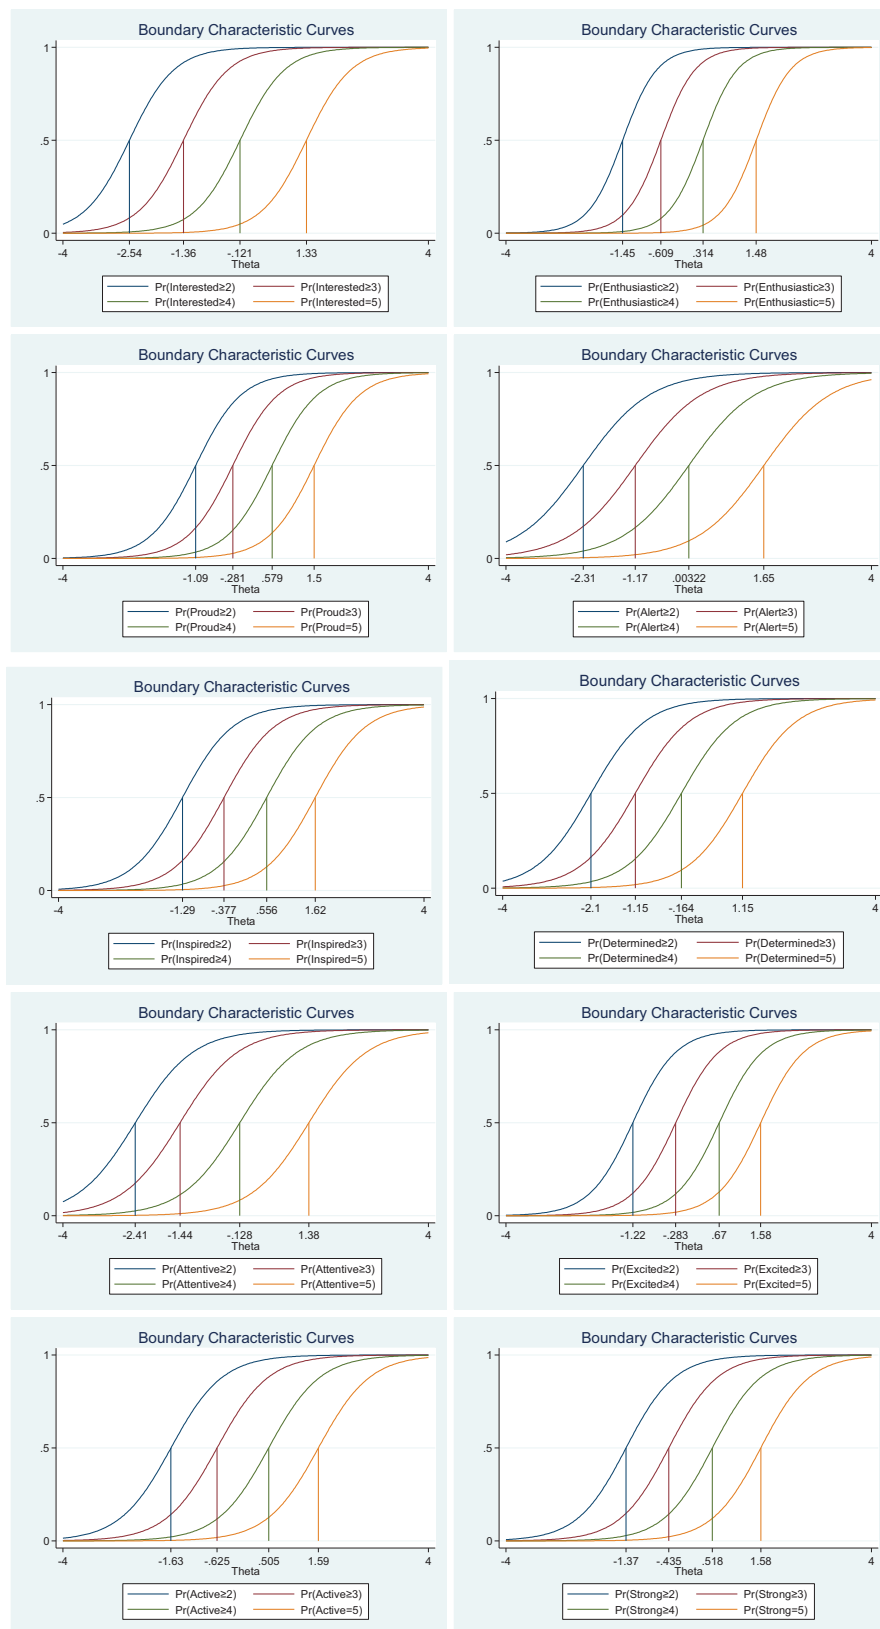 Boundary Characteristic Curves
1
.5
0
-4 -2.54 -1.36 -.121 1.33 4
Theta
Pr(Interested≥2) Pr(Interested≥3)
Pr(Interested≥4) Pr(Interested=5)
Boundary Characteristic Curves
1
.5
0
-4 -1.45 -.609 .314 1.48 4
Theta
Pr(Enthusiastic≥2) Pr(Enthusiastic≥3)
Pr(Enthusiastic≥4) Pr(Enthusiastic=5)
Boundary Characteristic Curves
1
.5
0
-4 -1.09 -.281 .579 1.5 4
Theta
Pr(Proud≥2) Pr(Proud≥3)
Pr(Proud≥4) Pr(Proud=5)
Boundary Characteristic Curves
1
.5
0
-4 -2.31 -1.17 .00322 1.65 4
Theta
Pr(Alert≥2) Pr(Alert≥3)
Pr(Alert≥4) Pr(Alert=5)
Boundary Characteristic Curves
1
.5
0
-4 -1.29 -.377 .556 1.62 4
Theta
Pr(Inspired≥2) Pr(Inspired≥3)
Pr(Inspired≥4) Pr(Inspired=5)
Boundary Characteristic Curves
1
.5
0
-4 -2.1 -1.15 -.164 1.15 4
Theta
Pr(Determined≥2) Pr(Determined≥3)
Pr(Determined≥4) Pr(Determined=5)
Boundary Characteristic Curves
1
.5
0
-4 -2.41 -1.44 -.128 1.38 4
Theta
Pr(Attentive≥2) Pr(Attentive≥3)
Pr(Attentive≥4) Pr(Attentive=5)
Boundary Characteristic Curves
1
.5
0
-4 -1.22 -.283 .67 1.58 4
Theta
Pr(Excited≥2) Pr(Excited≥3)
Pr(Excited≥4) Pr(Excited=5)
Boundary Characteristic Curves
1
.5
0
-4 -1.63 -.625 .505 1.59 4
Theta
Pr(Active≥2) Pr(Active≥3)
Pr(Active≥4) Pr(Active=5)
Boundary Characteristic Curves
1
.5
0
-4 -1.37 -.435 .518 1.58 4
Theta
Pr(Strong≥2) Pr(Strong≥3)
Pr(Strong≥4) Pr(Strong=5)